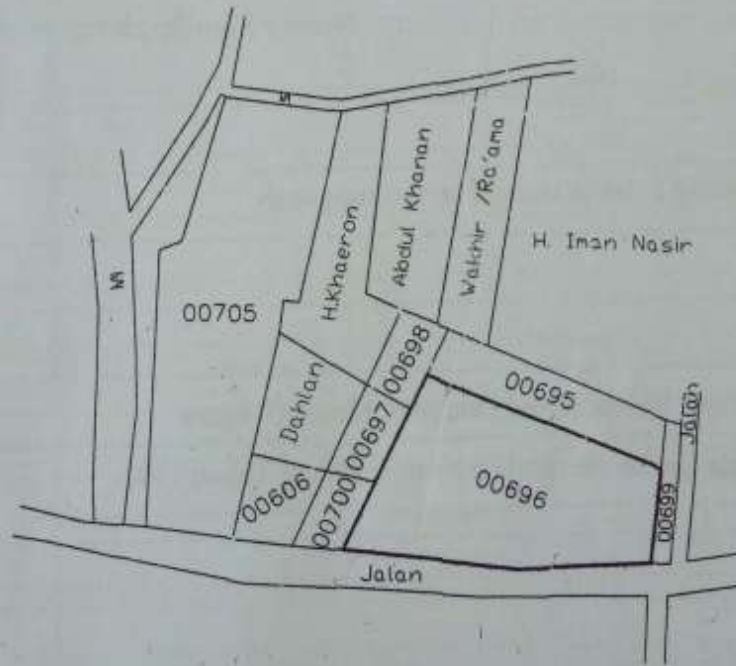 H. Khaeron
Abdul Khanan
Wakhir /Ro'ama
H. Iman Nasir
00705
Dahlan
00698
00695
Jalan
00697
00606
00700
00696
00699
Jalan